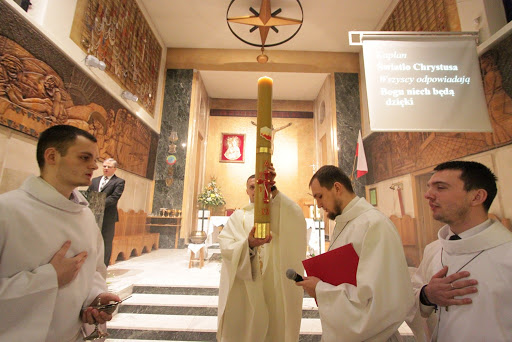 Kapłan
Światło Chrystusa
Wszyscy odpowiadają
Bogu niech będą
dzięki